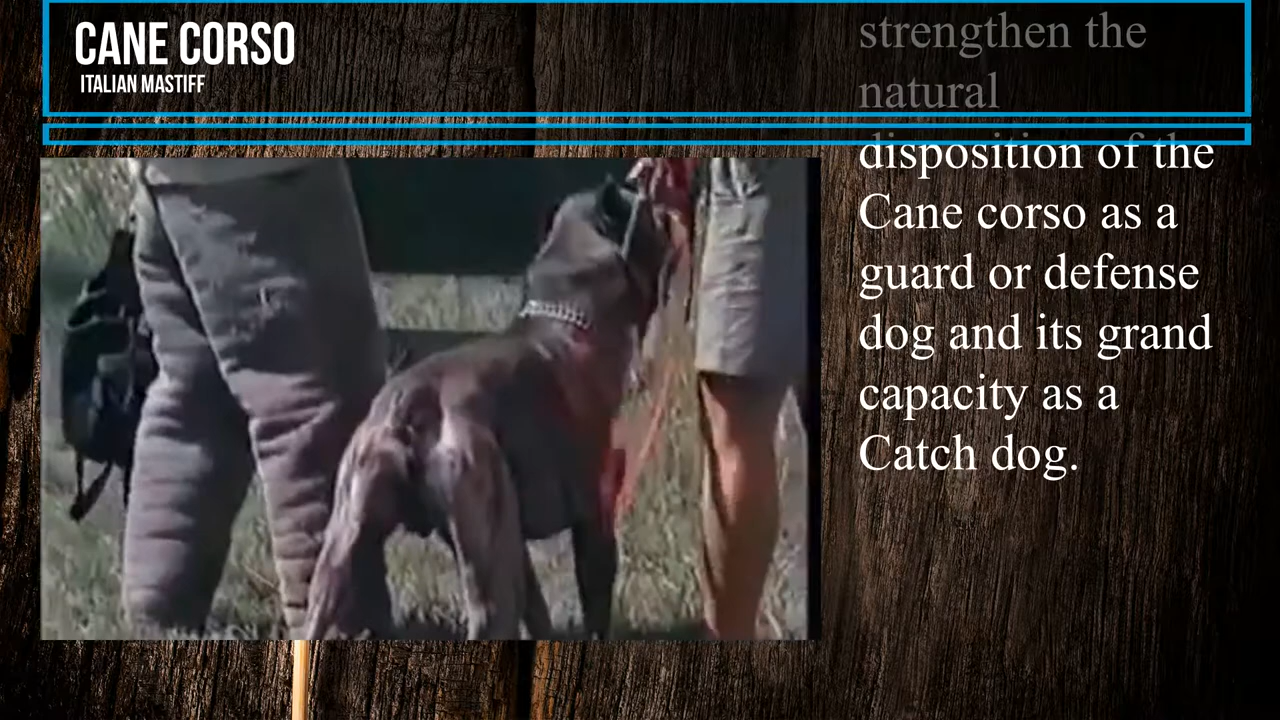 CANE CORSO
ITALIAN MASTIFF
strengthen the
natural
disposition of the
Cane corso as a
guard or defense
dog and its grand
capacity as a
Catch dog.